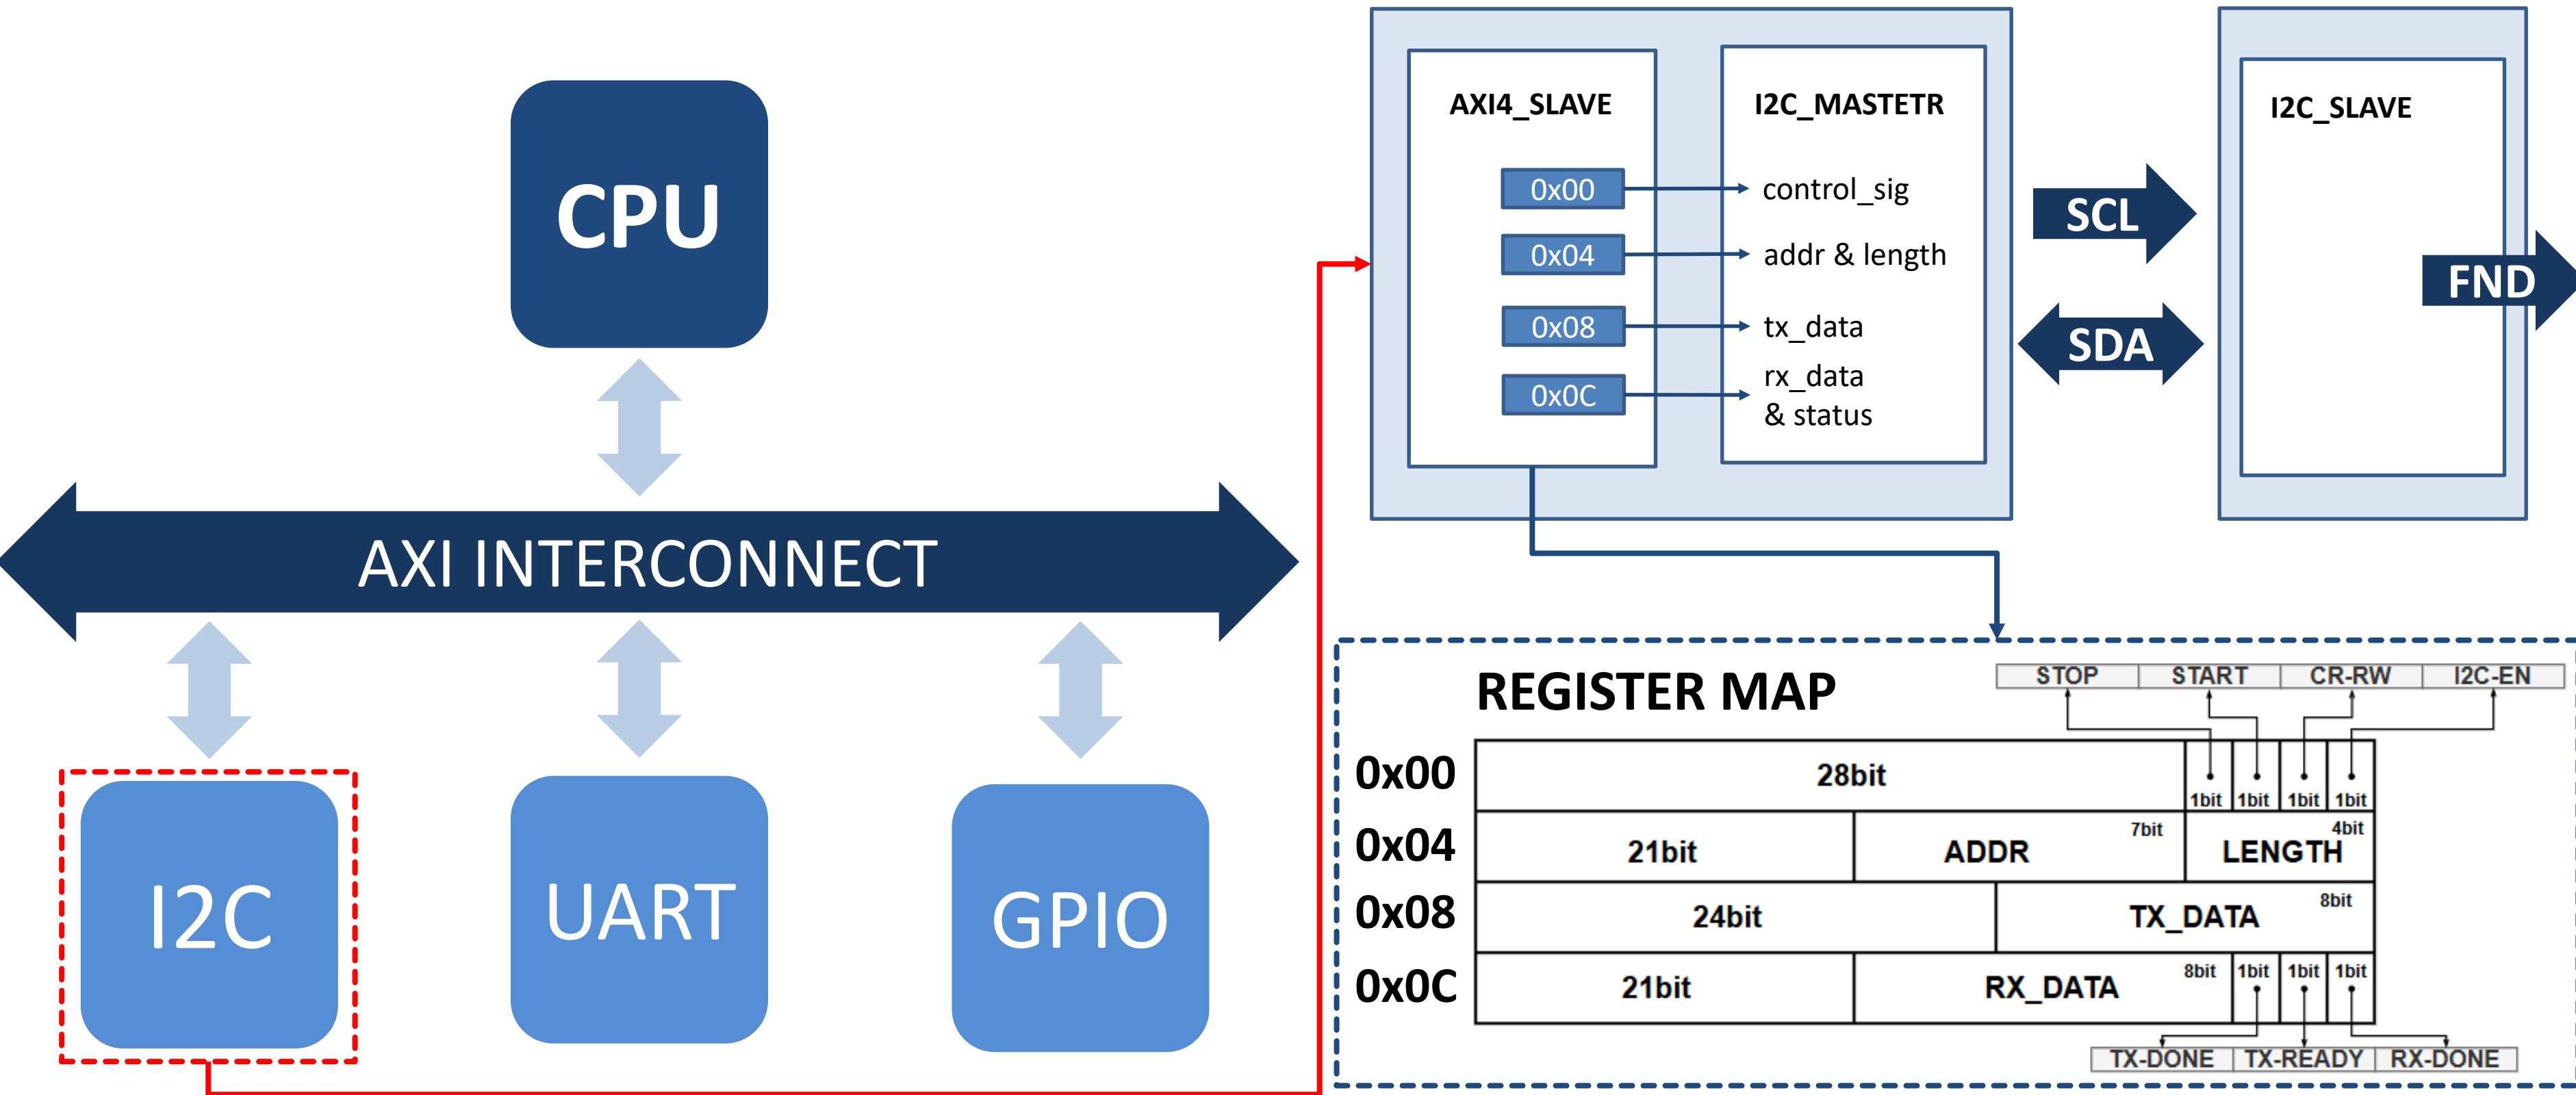 CPU
AXI INTERCONNECT
I2C
UART
GPIO
AXI4_SLAVE
0x00
0x04
0x08
0x0C
I2C_MASTETR
control_sig
addr & length
tx_data
rx_data
& status
SCL
SDA
I2C_SLAVE
FND
REGISTER MAP
STOP START CR-RW I2C-EN
0x00 28bit 1bit 1bit 1bit 1bit
0x04 21bit ADDR 7bit LENGTH 4bit
0x08 24bit TX_DATA 8bit
0x0C 21bit RX_DATA 8bit 1bit 1bit 1bit
TX-DONE TX-READY RX-DONE